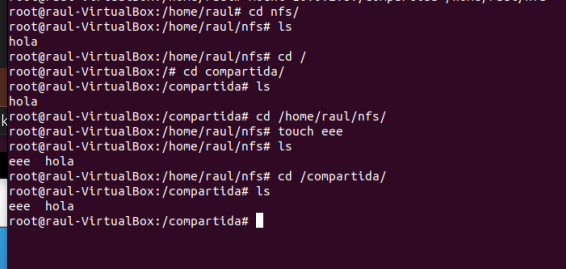 root@raul-VirtualBox:/home/raul# cd nfs/
root@raul-VirtualBox:/home/raul/nfs# ls
hola
root@raul-VirtualBox:/home/raul/nfs# cd /
root@raul-VirtualBox:/# cd compartida/
root@raul-VirtualBox:/compartida# ls
hola
root@raul-VirtualBox:/compartida# cd /home/raul/nfs/
root@raul-VirtualBox:/home/raul/nfs# touch eee
root@raul-VirtualBox:/home/raul/nfs# ls
eee  hola
root@raul-VirtualBox:/home/raul/nfs# cd /compartida/
root@raul-VirtualBox:/compartida# ls
eee  hola
root@raul-VirtualBox:/compartida#